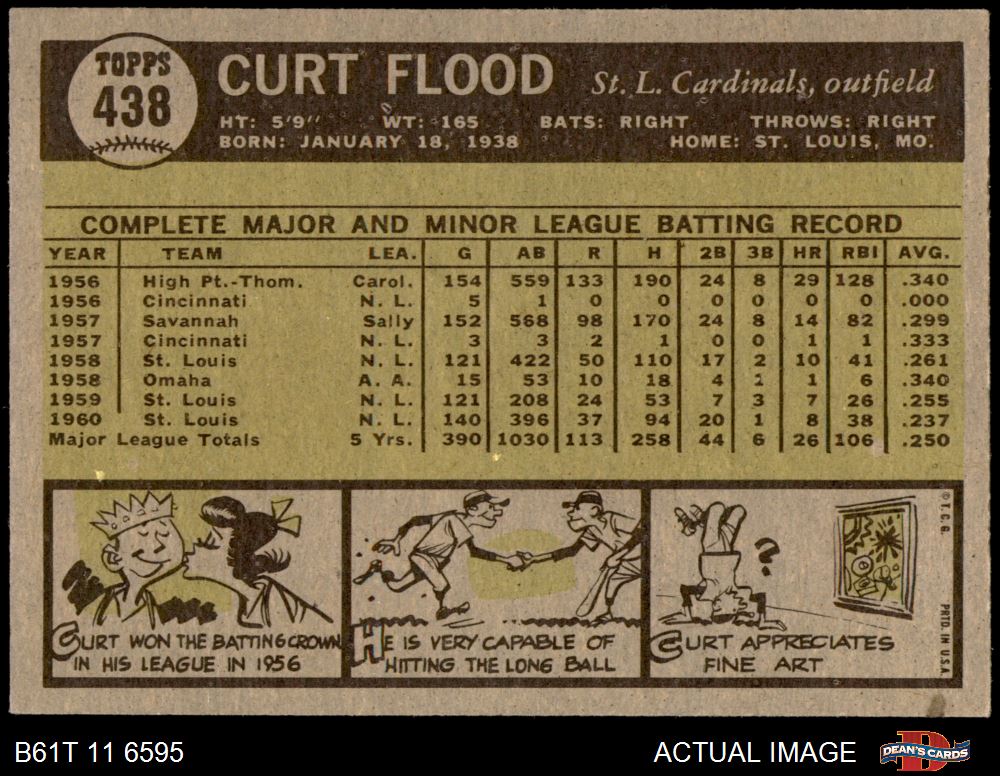 TOPPS
438
CURT FLOOD St. L. Cardinals, outfield
HT: 5'9" WT: 165 BATS: RIGHT THROWS: RIGHT
BORN: JANUARY 18, 1938 HOME: ST. LOUIS, MO.
COMPLETE MAJOR AND MINOR LEAGUE BATTING RECORD
YEAR TEAM LEA. G AB R H 2B 3B HR RBI AVG.
1956 High Pt.-Thom. Carol. 154 559 133 190 24 8 29 128 .340
1956 Cincinnati N. L. 5 1 0 0 0 0 0 0 .000
1957 Savannah Sally 152 568 98 170 24 8 14 82 .299
1957 Cincinnati N. L. 3 3 2 1 0 0 1 1 .333
1958 St. Louis N. L. 121 422 50 110 17 2 10 41 .261
1958 Omaha A. A. 15 53 10 18 4 1 6 .340
1959 St. Louis N. L. 121 208 24 53 7 3 7 26 .255
1960 St. Louis N. L. 140 396 37 94 20 1 8 38 .237
Major League Totals 5 Yrs. 390 1030 113 258 44 6 26 106 .250
CURT WON THE BATTING CROWN
IN HIS LEAGUE IN 1956
HE IS VERY CAPABLE OF
HITTING THE LONG BALL
?
CURT APPRECIATES
FINE ART
© T.C.G. PRTD. IN U.S.A.
B61T 11 6595 ACTUAL IMAGE DEAN'S CARDS